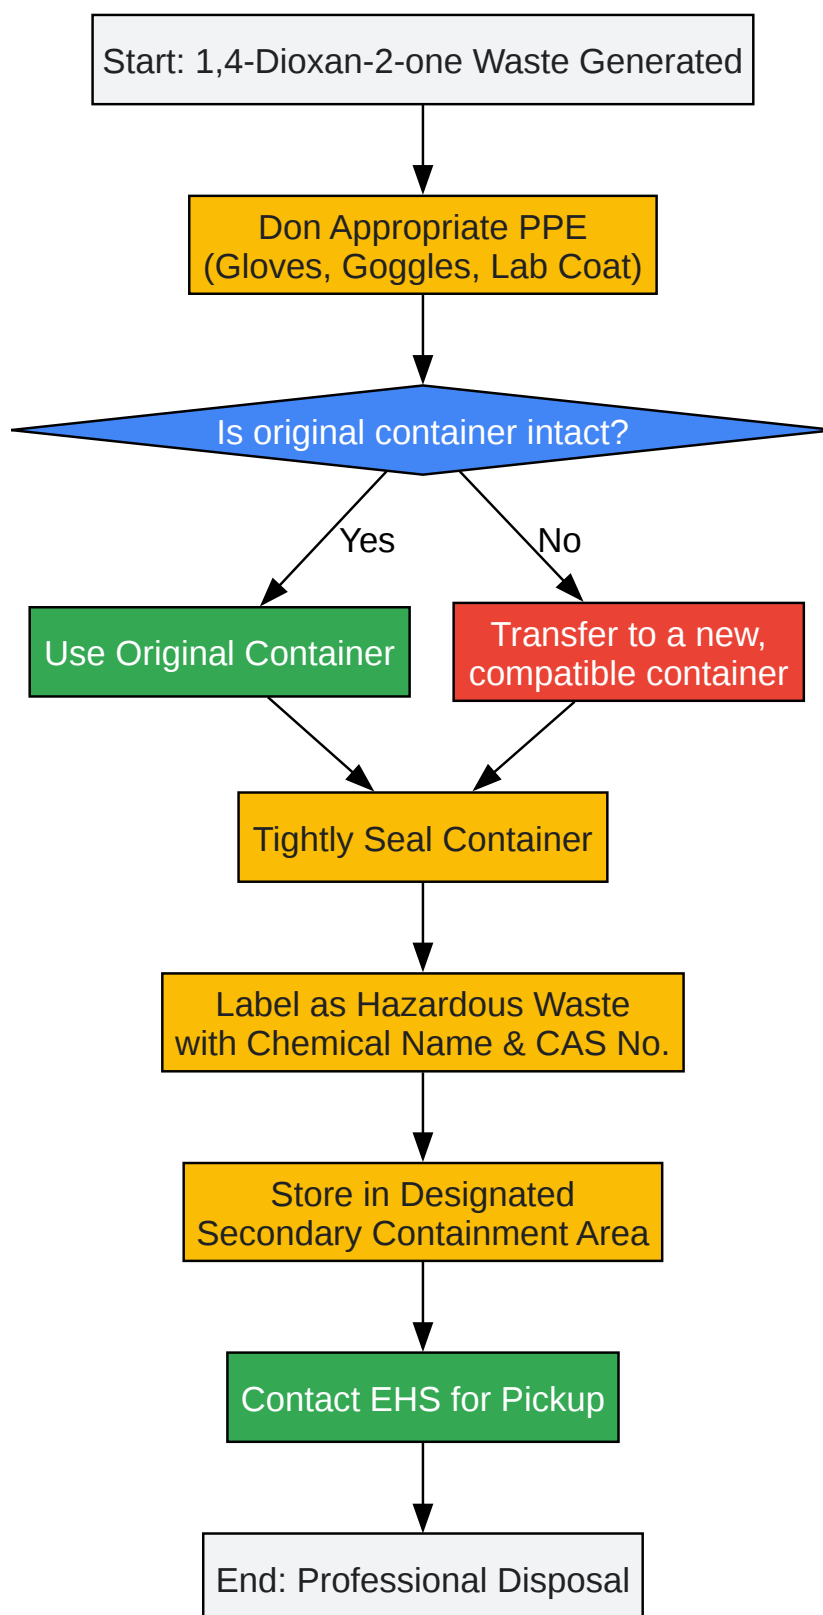 Start: 1,4-Dioxan-2-one Waste Generated
Don Appropriate PPE
(Gloves, Goggles, Lab Coat)
Is original container intact?
Yes
No
Use Original Container
Transfer to a new,
compatible container
Tightly Seal Container
Label as Hazardous Waste
with Chemical Name & CAS No.
Store in Designated
Secondary Containment Area
Contact EHS for Pickup
End: Professional Disposal